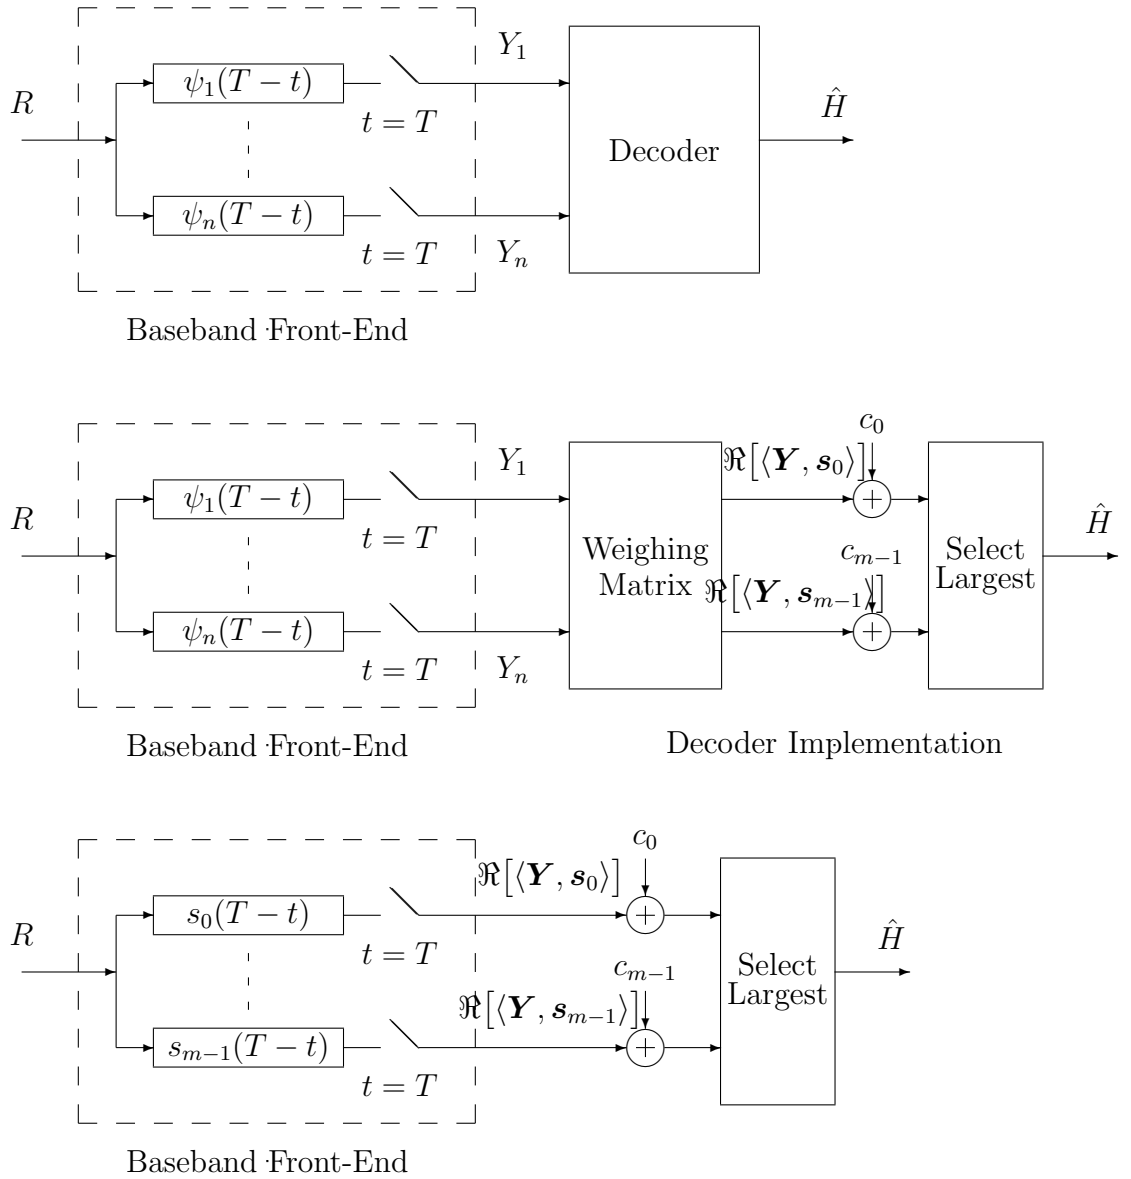 R
ψ₁(T − t)
t = T
Y₁
ψₙ(T − t)
t = T
Yₙ
Decoder
Ĥ
Baseband Front-End
R
ψ₁(T − t)
t = T
Y₁
ψₙ(T − t)
t = T
Yₙ
Weighing
Matrix
ℜ[⟨Y, s₀⟩]
c₀
+
ℜ[⟨Y, sₘ₋₁⟩]
cₘ₋₁
+
Select
Largest
Ĥ
Baseband Front-End
Decoder Implementation
R
s₀(T − t)
t = T
sₘ₋₁(T − t)
t = T
ℜ[⟨Y, s₀⟩]
c₀
+
ℜ[⟨Y, sₘ₋₁⟩]
cₘ₋₁
+
Select
Largest
Ĥ
Baseband Front-End